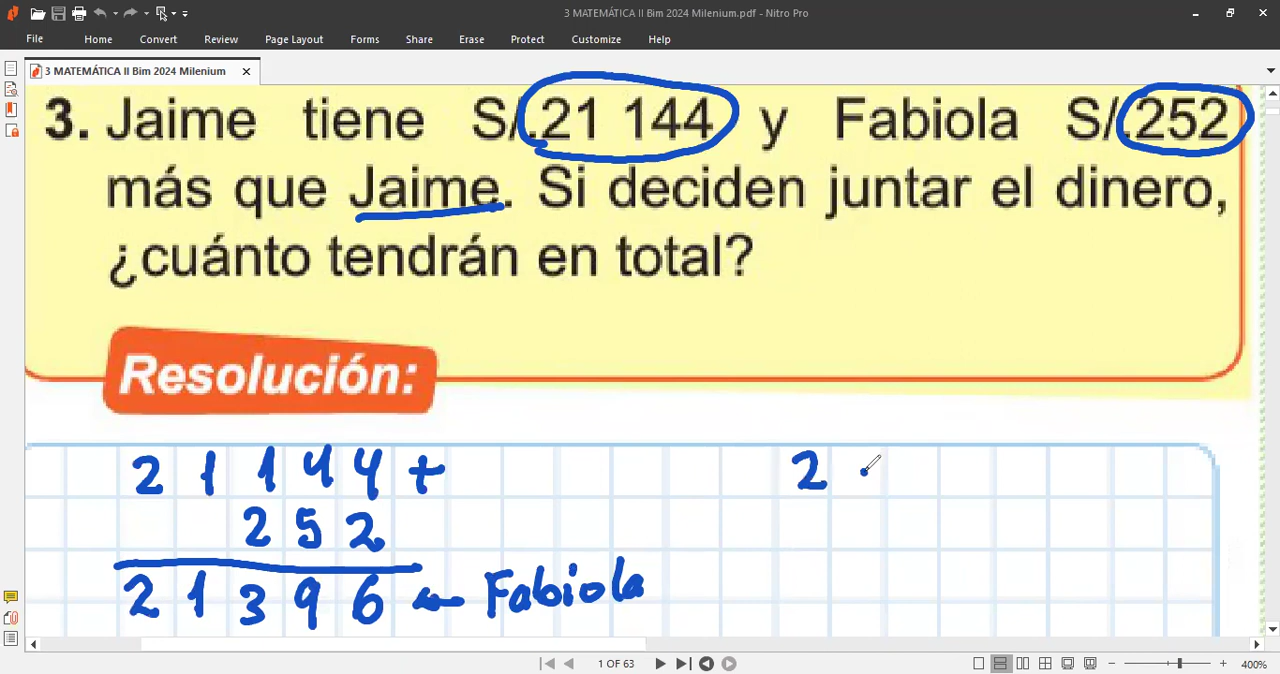 3 MATEMÁTICA II Bim 2024 Milenium.pdf - Nitro Pro
File Home Convert Review Page Layout Forms Share Erase Protect Customize Help
3 MATEMÁTICA II Bim 2024 Milenium
3. Jaime tiene S/.21 144 y Fabiola S/.252
más que Jaime. Si deciden juntar el dinero,
¿cuánto tendrán en total?
Resolución:
2 1 1 4 4 +
2 5 2
2 1 3 9 6 ← Fabiola
2
1 OF 63
400%